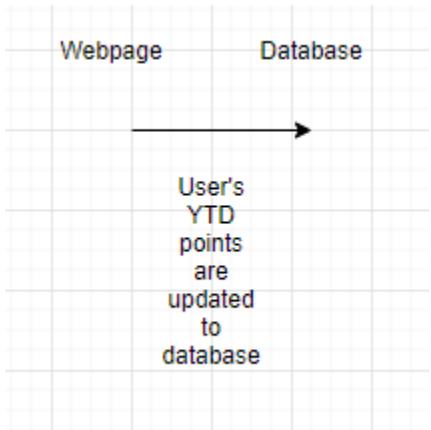 Webpage
Database
User's
YTD
points
are
updated
to
database